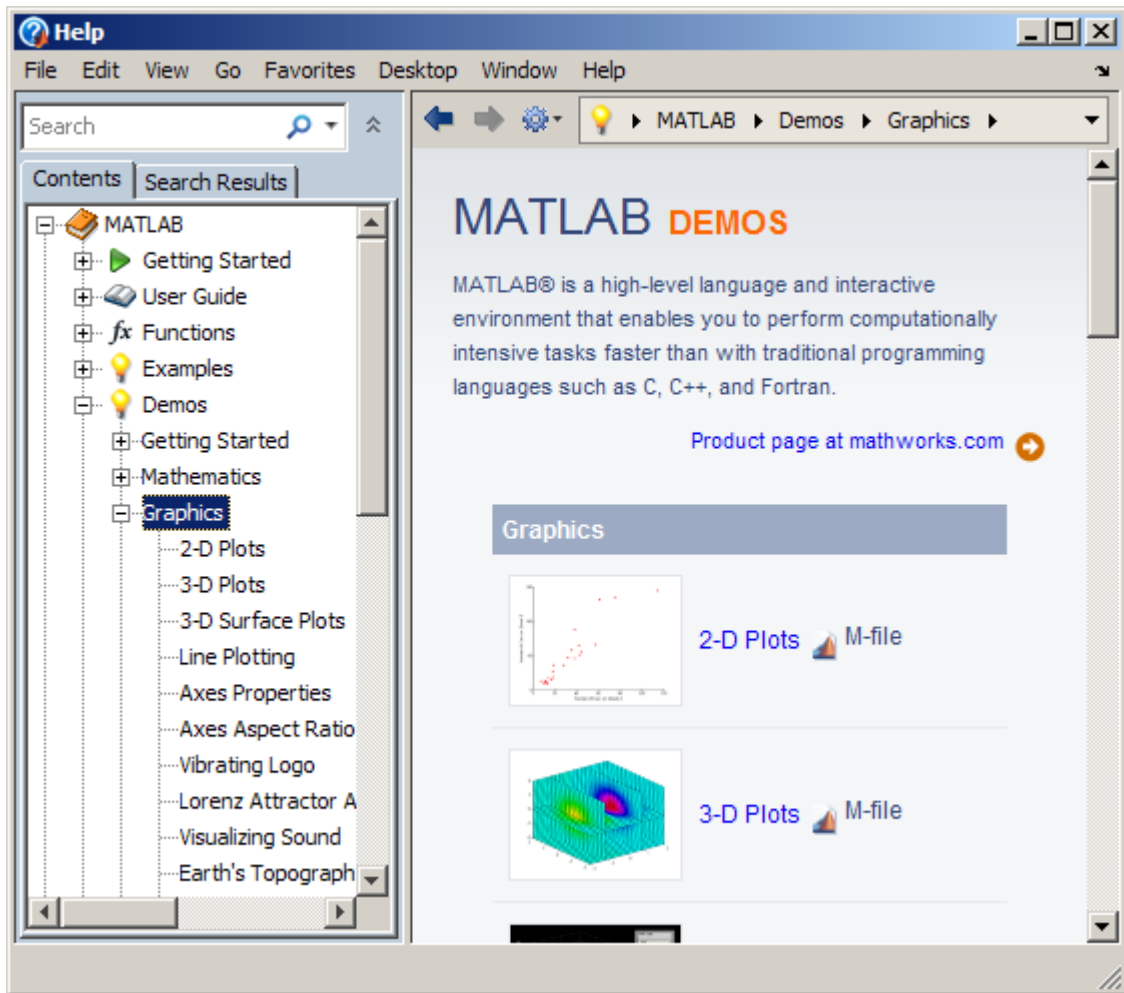 Help
File Edit View Go Favorites Desktop Window Help
Search
MATLAB Demos Graphics
Contents Search Results
MATLAB
Getting Started
User Guide
fx Functions
Examples
Demos
Getting Started
Mathematics
Graphics
2-D Plots
3-D Plots
3-D Surface Plots
Line Plotting
Axes Properties
Axes Aspect Ratio
Vibrating Logo
Lorenz Attractor A
Visualizing Sound
Earth's Topograph
MATLAB DEMOS
MATLAB® is a high-level language and interactive
environment that enables you to perform computationally
intensive tasks faster than with traditional programming
languages such as C, C++, and Fortran.
Product page at mathworks.com
Graphics
2-D Plots M-file
3-D Plots M-file